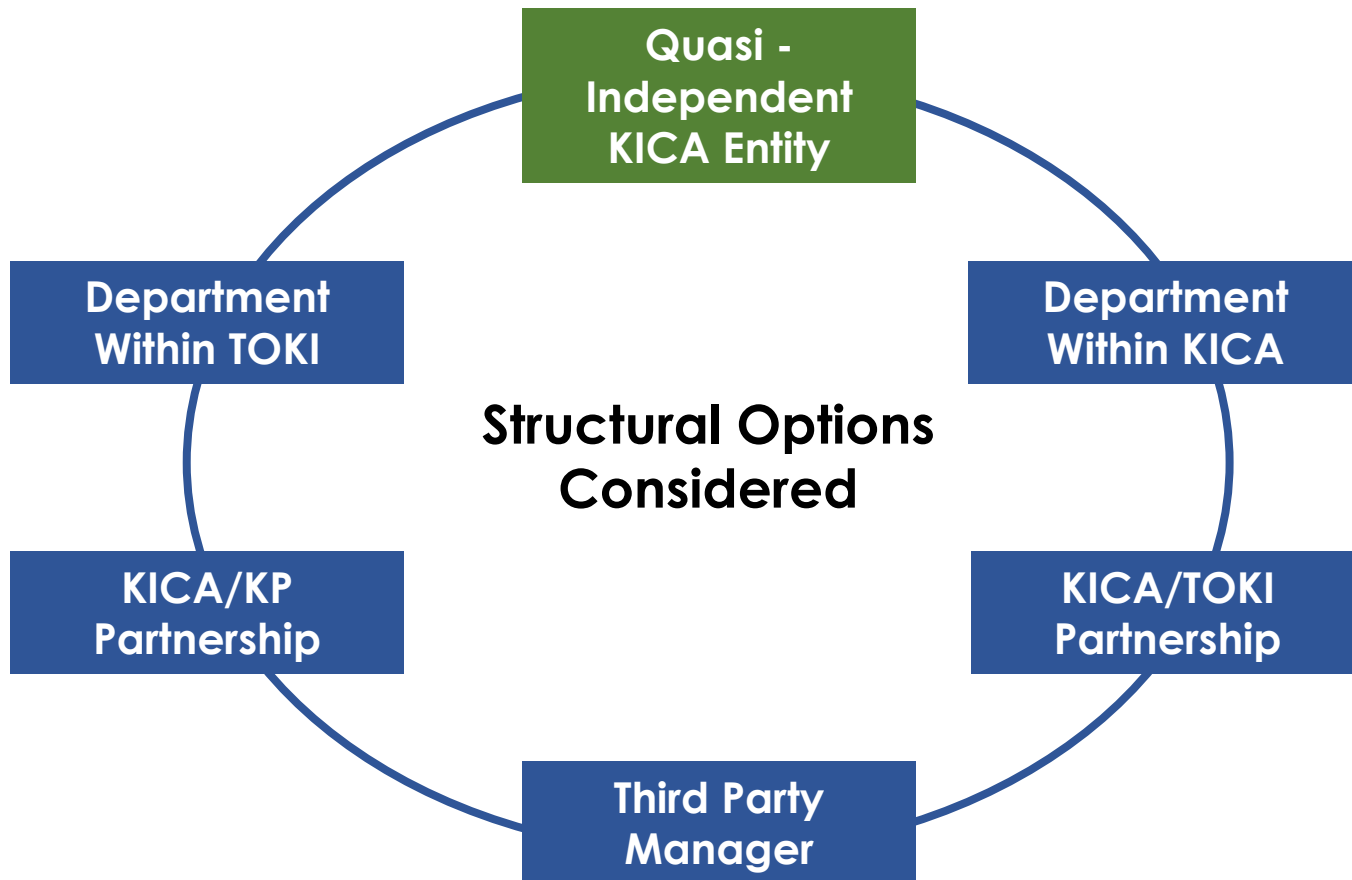 Quasi -
Independent
KICA Entity
Department
Within TOKI
Department
Within KICA
Structural Options
Considered
KICA/KP
Partnership
KICA/TOKI
Partnership
Third Party
Manager